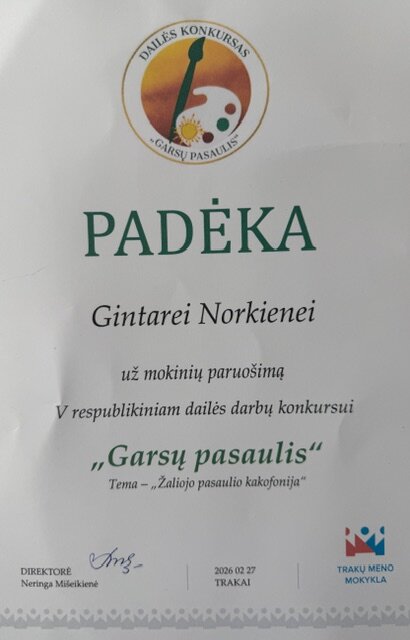 DAILĖS KONKURSAS
„GARSŲ PASAULIS“
PADĖKA
Gintarei Norkienei
už mokinių paruošimą
V respublikiniam dailės darbų konkursui
„Garsų pasaulis“
Tema – „Žaliojo pasaulio kakofonija“
DIREKTORĖ
Neringa Mišeikienė
2026 02 27
TRAKAI
TRAKŲ MENO
MOKYKLA